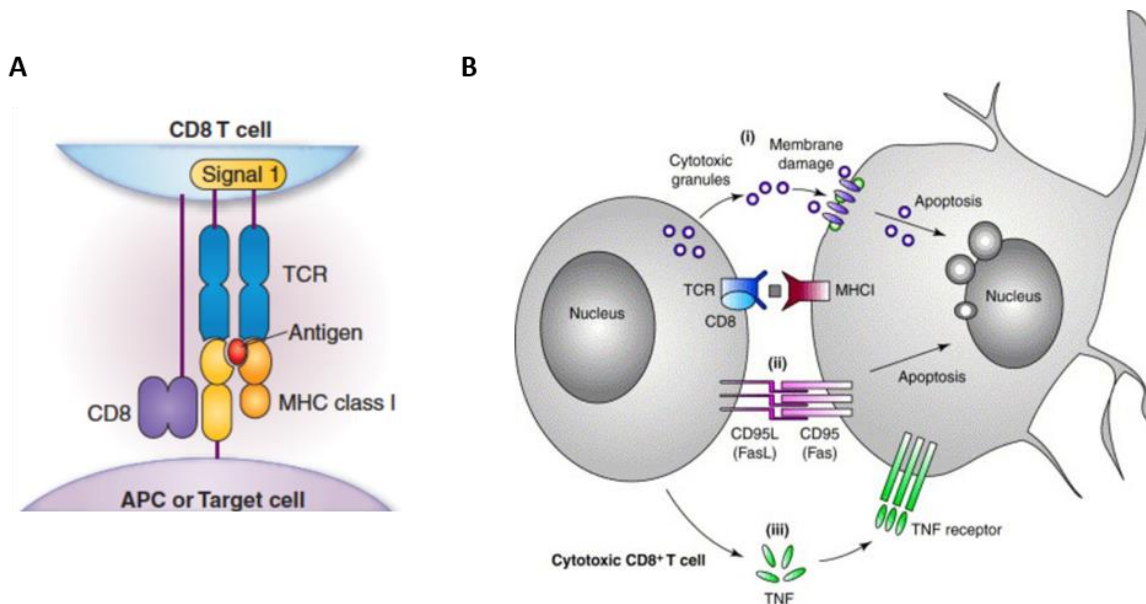 A
CD8 T cell
Signal 1
TCR
Antigen
CD8
MHC class I
APC or Target cell
B
(i)
Cytotoxic
granules
Membrane
damage
Apoptosis
TCR
MHCI
CD8
Nucleus
Nucleus
(ii)
Apoptosis
CD95L
(FasL)
CD95
(Fas)
(iii)
TNF receptor
Cytotoxic CD8⁺ T cell
TNF